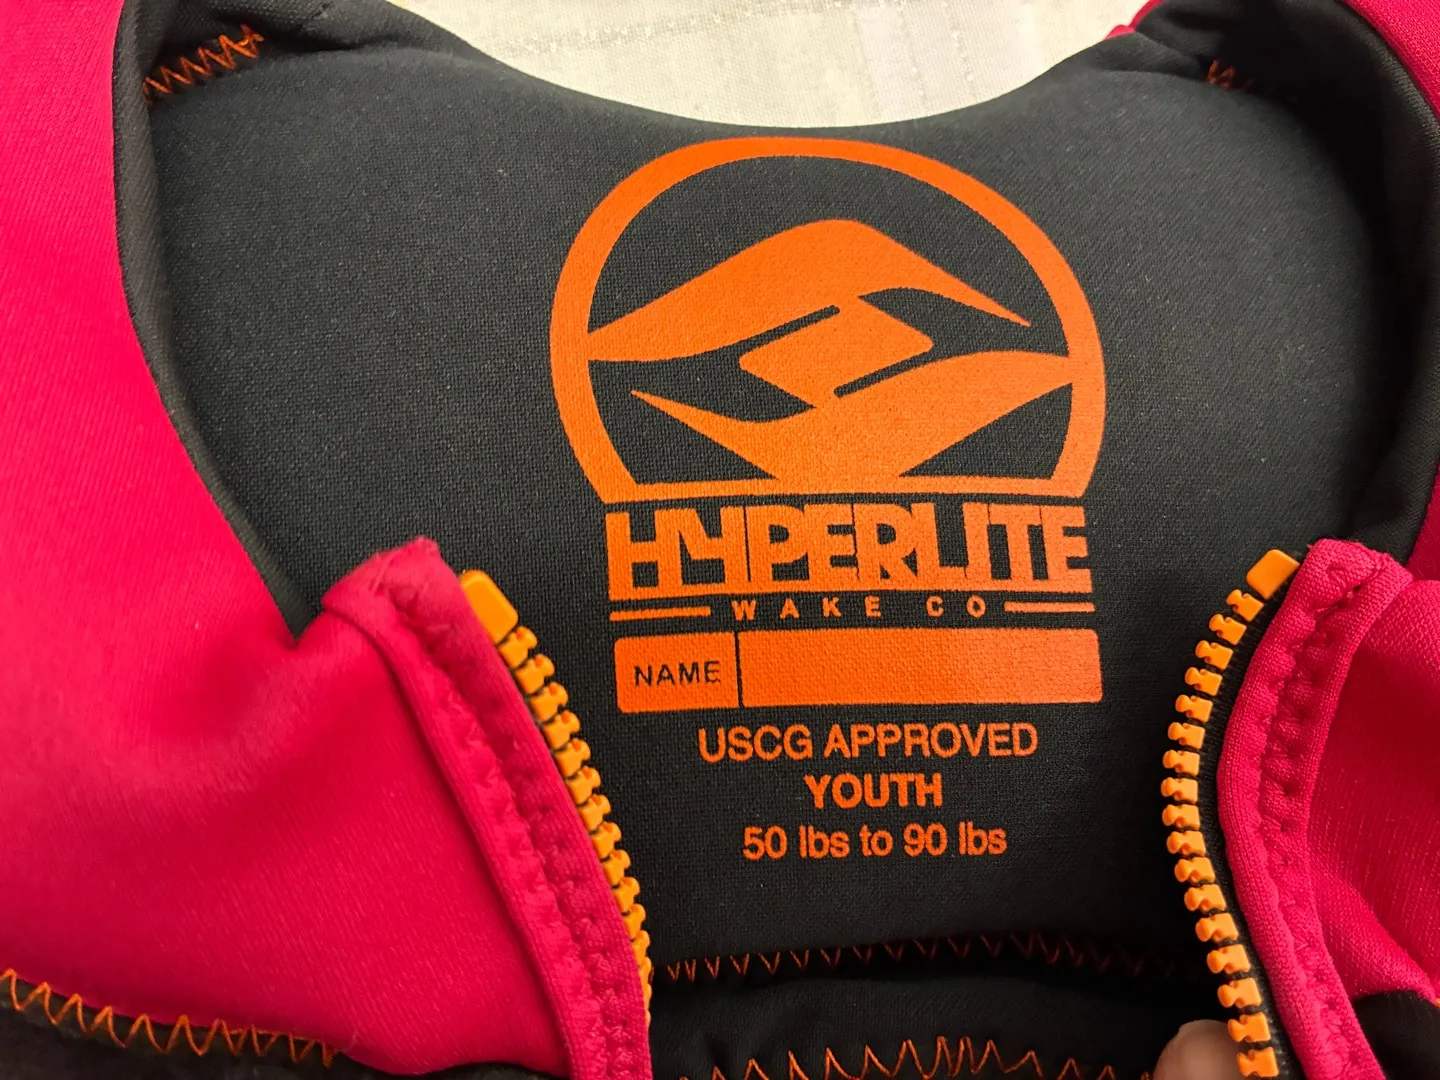 HYPERLITE
WAKE CO
NAME
USCG APPROVED
YOUTH
50 lbs to 90 lbs